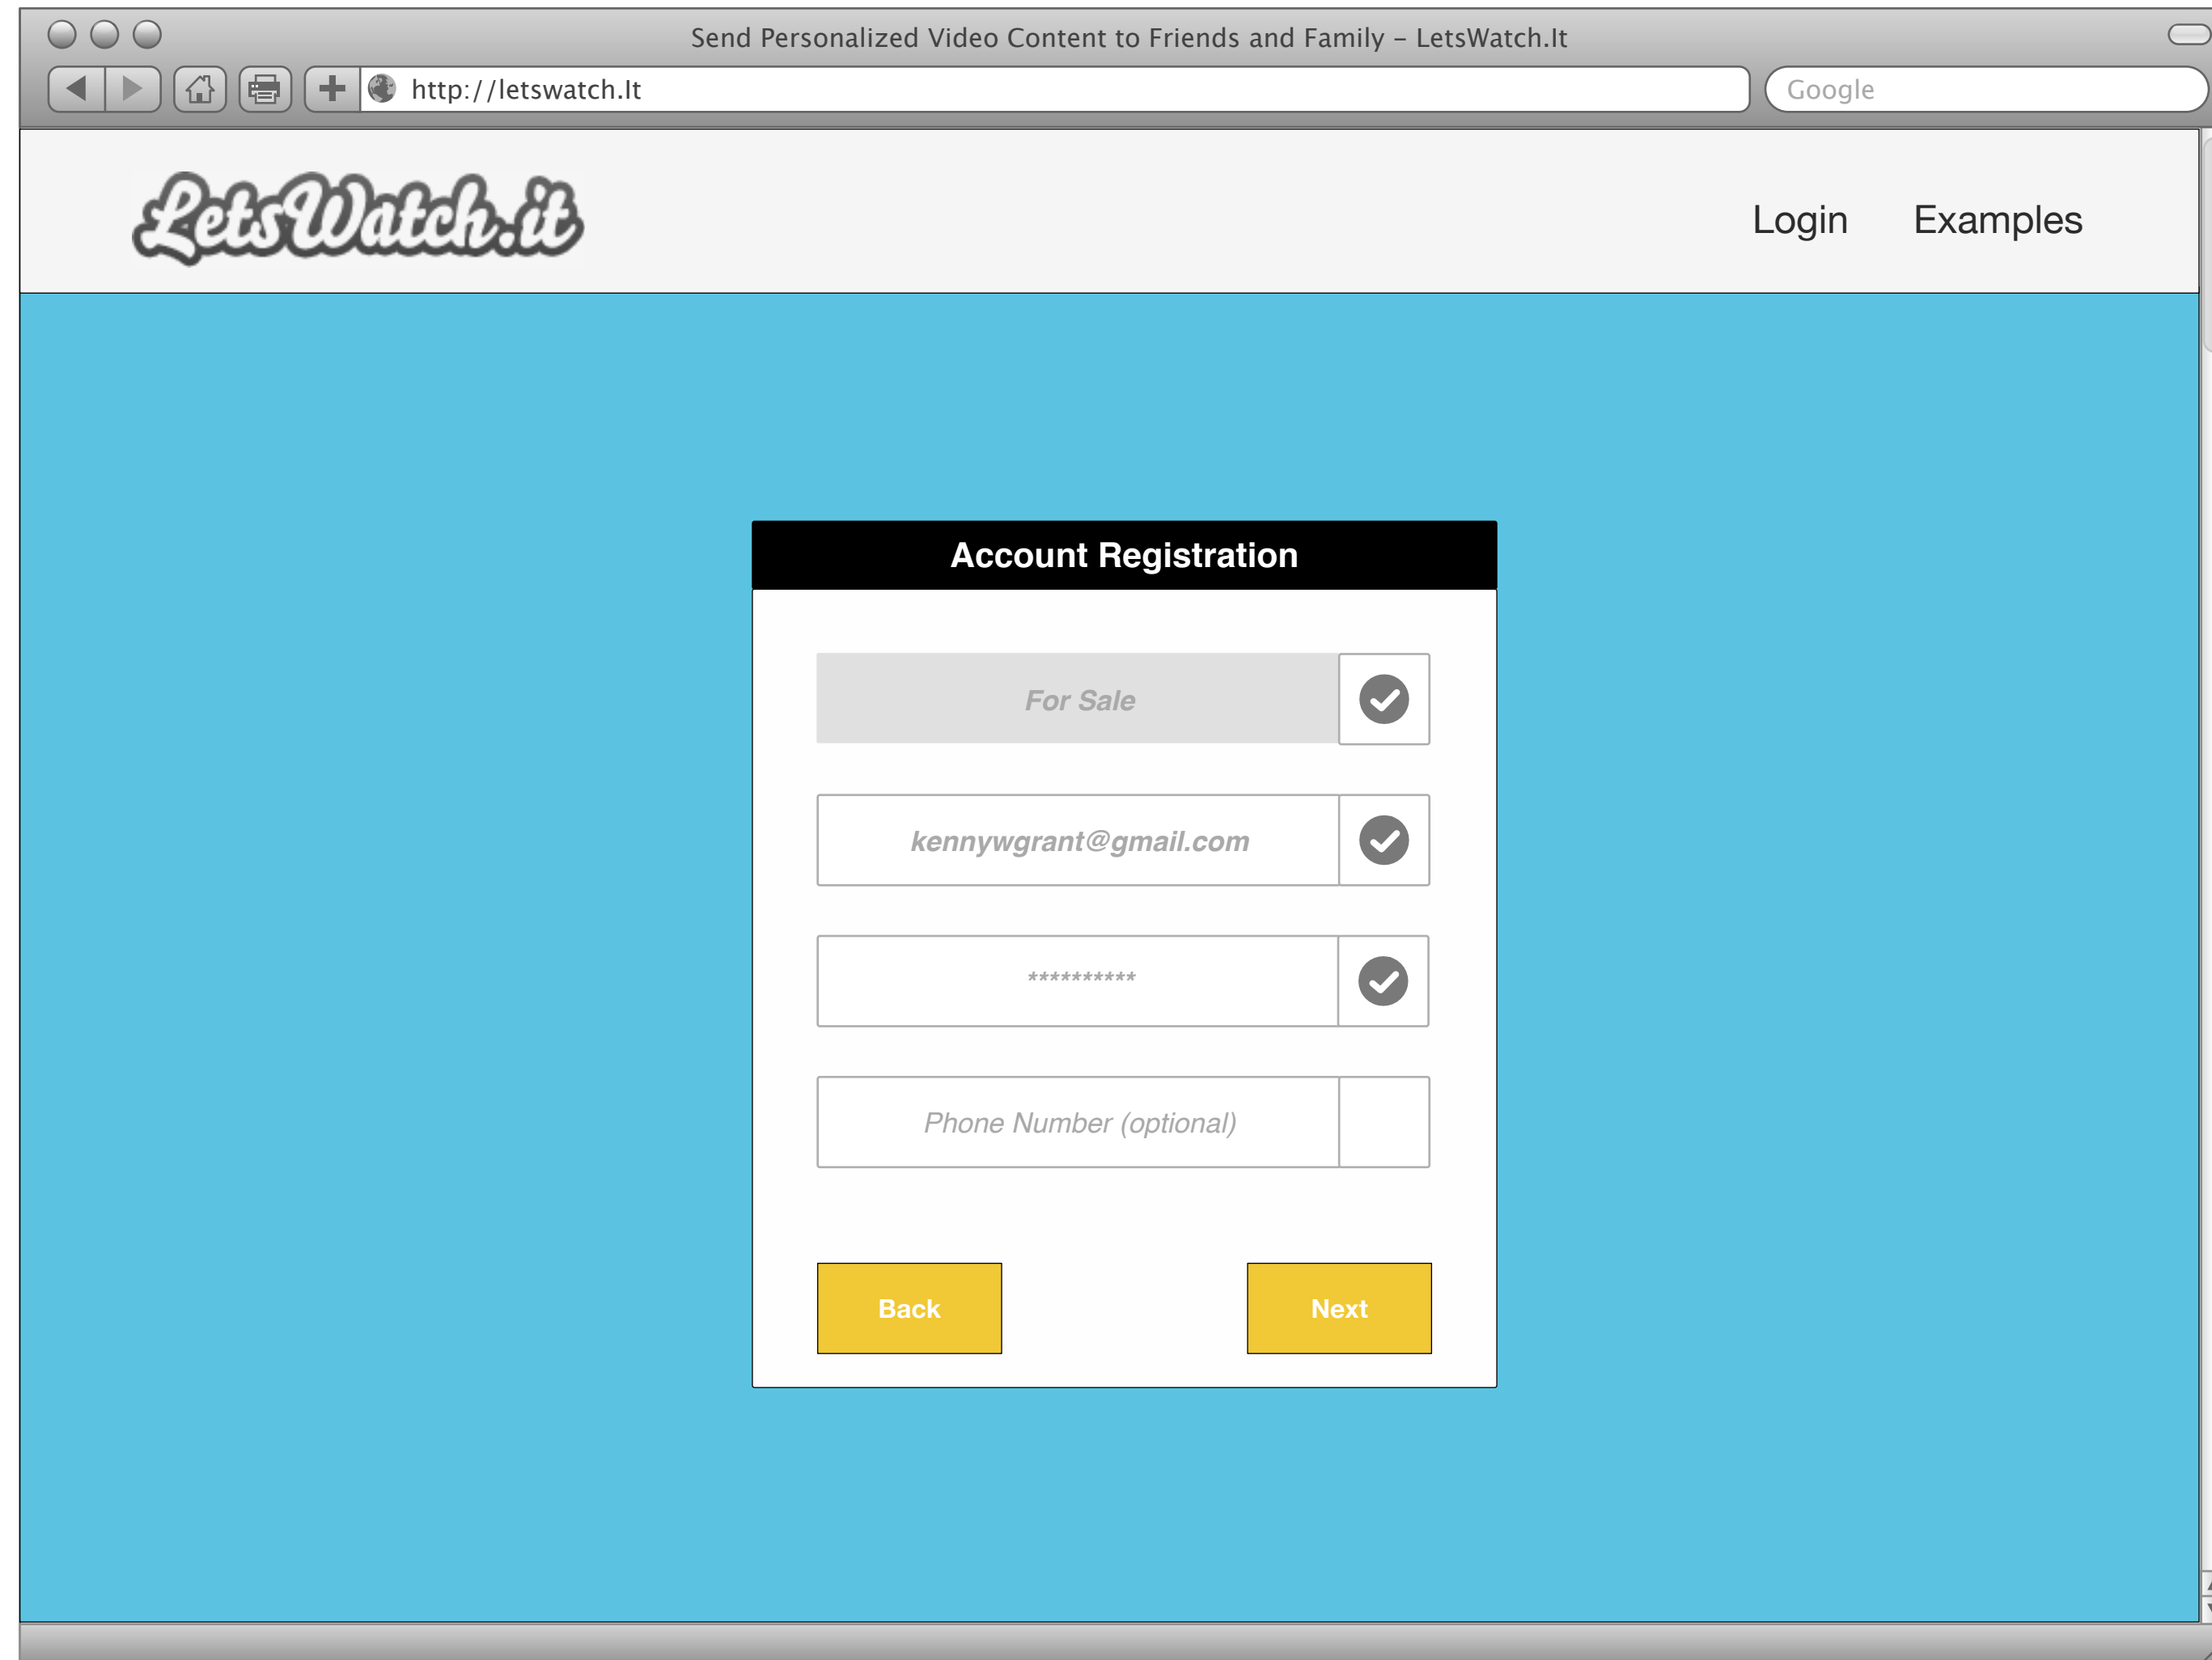 Send Personalized Video Content to Friends and Family – LetsWatch.It
http://letswatch.It
Google
LetsWatch.it
Login Examples
Account Registration
For Sale
kennywgrant@gmail.com
**********
Phone Number (optional)
Back Next